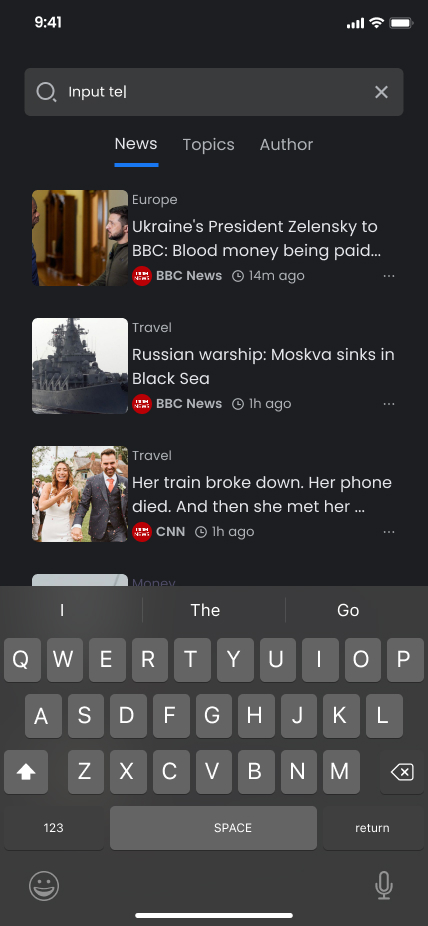 9:41
Input te
News Topics Author
Europe
Ukraine's President Zelensky to
BBC: Blood money being paid...
BBC News 14m ago
Travel
Russian warship: Moskva sinks in
Black Sea
BBC News 1h ago
Travel
Her train broke down. Her phone
died. And then she met her ...
CNN 1h ago
Money
I The Go
Q W E R T Y U I O P
A S D F G H J K L
Z X C V B N M
123 SPACE return